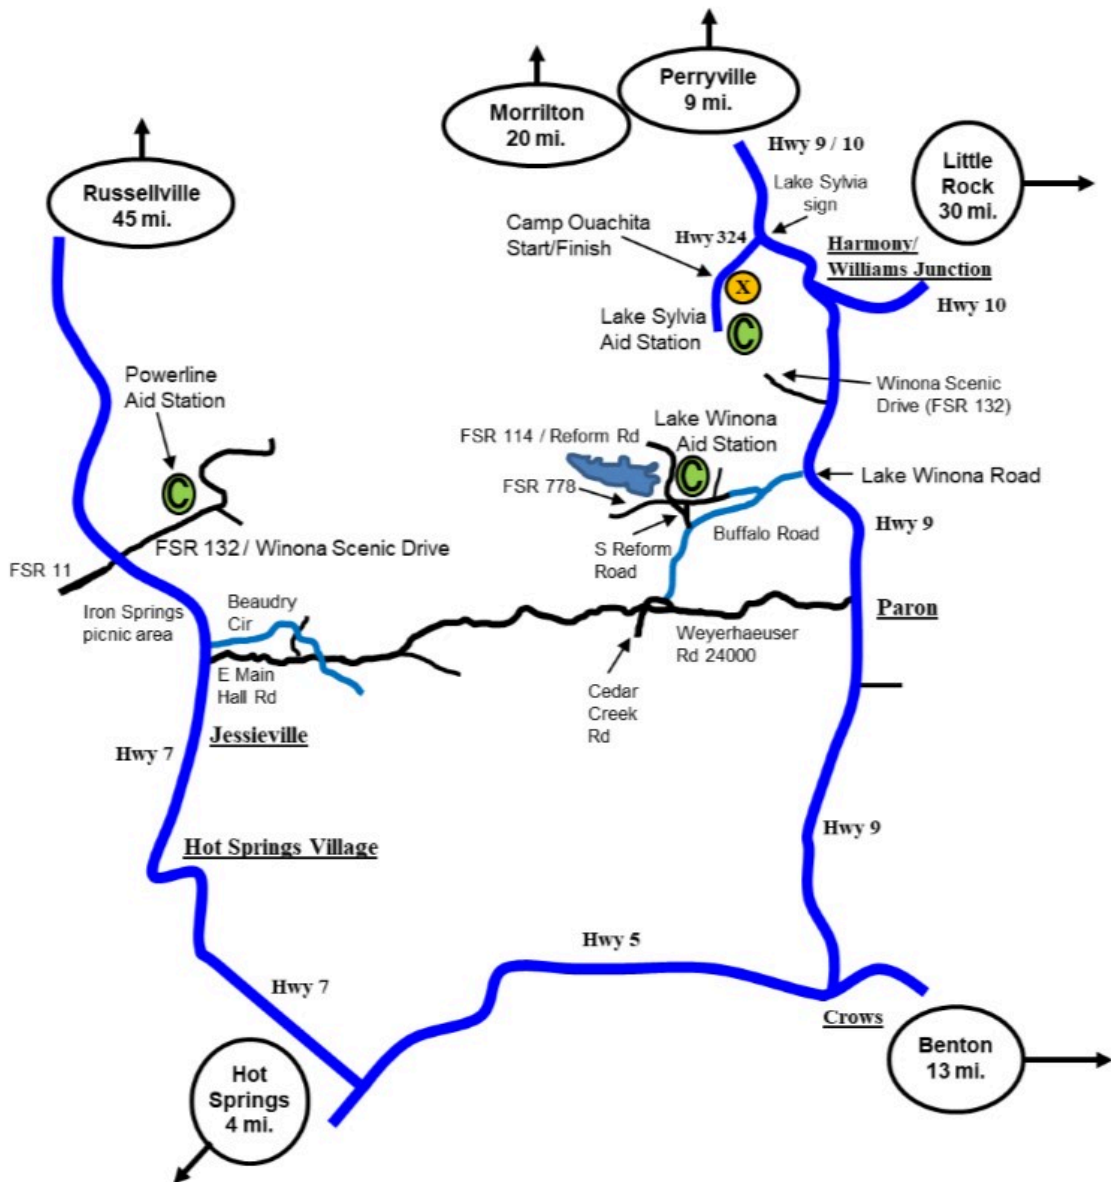 Perryville
9 mi.
Morrilton
20 mi.
Hwy 9 / 10
Little
Rock
30 mi.
Russellville
45 mi.
Lake Sylvia
sign
Camp Ouachita
Start/Finish
Hwy 324
Harmony/
Williams Junction
X
Hwy 10
Lake Sylvia
Aid Station
C
Powerline
Aid Station
Winona Scenic
Drive (FSR 132)
Lake Winona
Aid Station
FSR 114 / Reform Rd
C
C
Lake Winona Road
FSR 778
Hwy 9
Buffalo Road
S Reform
Road
FSR 132 / Winona Scenic Drive
FSR 11
Iron Springs
picnic area
Beaudry
Cir
Paron
Weyerhaeuser
Rd 24000
E Main
Hall Rd
Cedar
Creek
Rd
Jessieville
Hwy 7
Hwy 9
Hot Springs Village
Hwy 5
Hwy 7
Crows
Benton
13 mi.
Hot
Springs
4 mi.